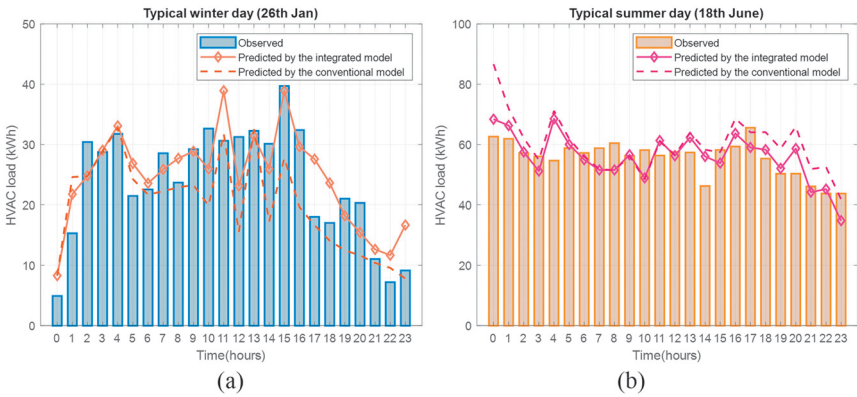 Typical winter day (26th Jan)
50
40
30
20
10
0
HVAC load (kWh)
Observed
Predicted by the integrated model
Predicted by the conventional model
0 1 2 3 4 5 6 7 8 9 10 11 12 13 14 15 16 17 18 19 20 21 22 23
Time(hours)
(a)
Typical summer day (18th June)
100
80
60
40
20
0
HVAC load (kWh)
Observed
Predicted by the integrated model
Predicted by the conventional model
0 1 2 3 4 5 6 7 8 9 10 11 12 13 14 15 16 17 18 19 20 21 22 23
Time(hours)
(b)